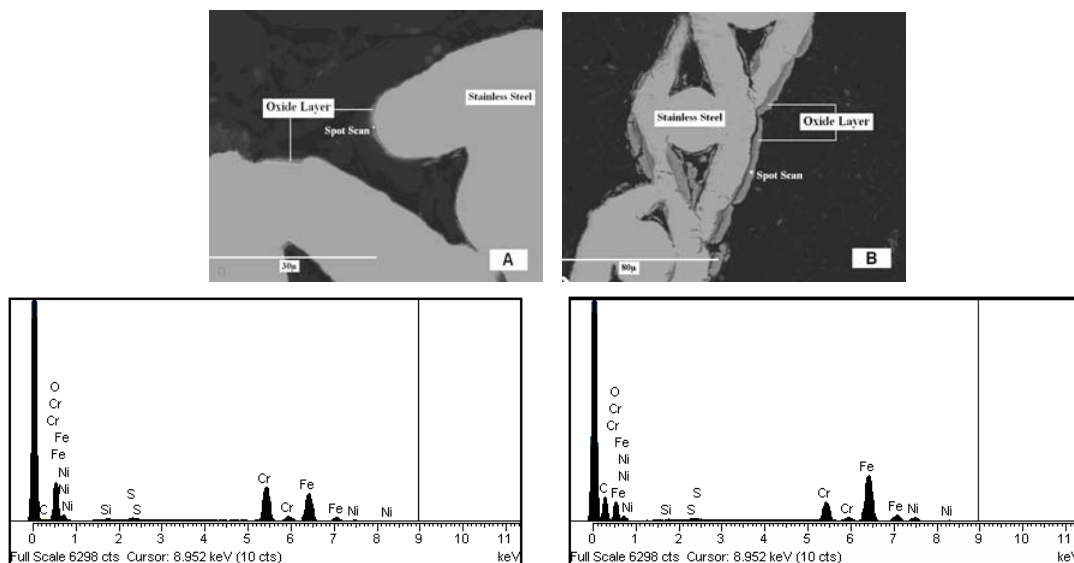 Oxide Layer
Stainless Steel
Spot Scan
30µ
A
Stainless Steel
Oxide Layer
Spot Scan
80µ
B
O
Cr
Cr
Fe
Fe
Ni
Ni
Ni
C
Si
S
S
Cr
Cr
Fe
Fe
Ni
Ni
0 1 2 3 4 5 6 7 8 9 10 11
Full Scale 6298 cts Cursor: 8.952 keV (10 cts) keV
O
Cr
Cr
Fe
Ni
Ni
C
Fe
Ni
Si
S
S
Cr
Cr
Fe
Fe
Ni
Ni
0 1 2 3 4 5 6 7 8 9 10 11
Full Scale 6298 cts Cursor: 8.952 keV (10 cts) keV